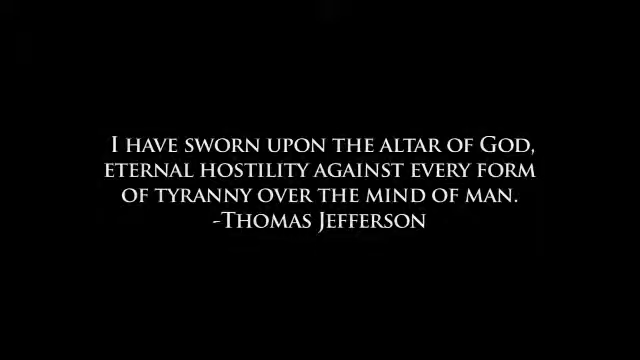 I HAVE SWORN UPON THE ALTAR OF GOD,
ETERNAL HOSTILITY AGAINST EVERY FORM
OF TYRANNY OVER THE MIND OF MAN.
-THOMAS JEFFERSON